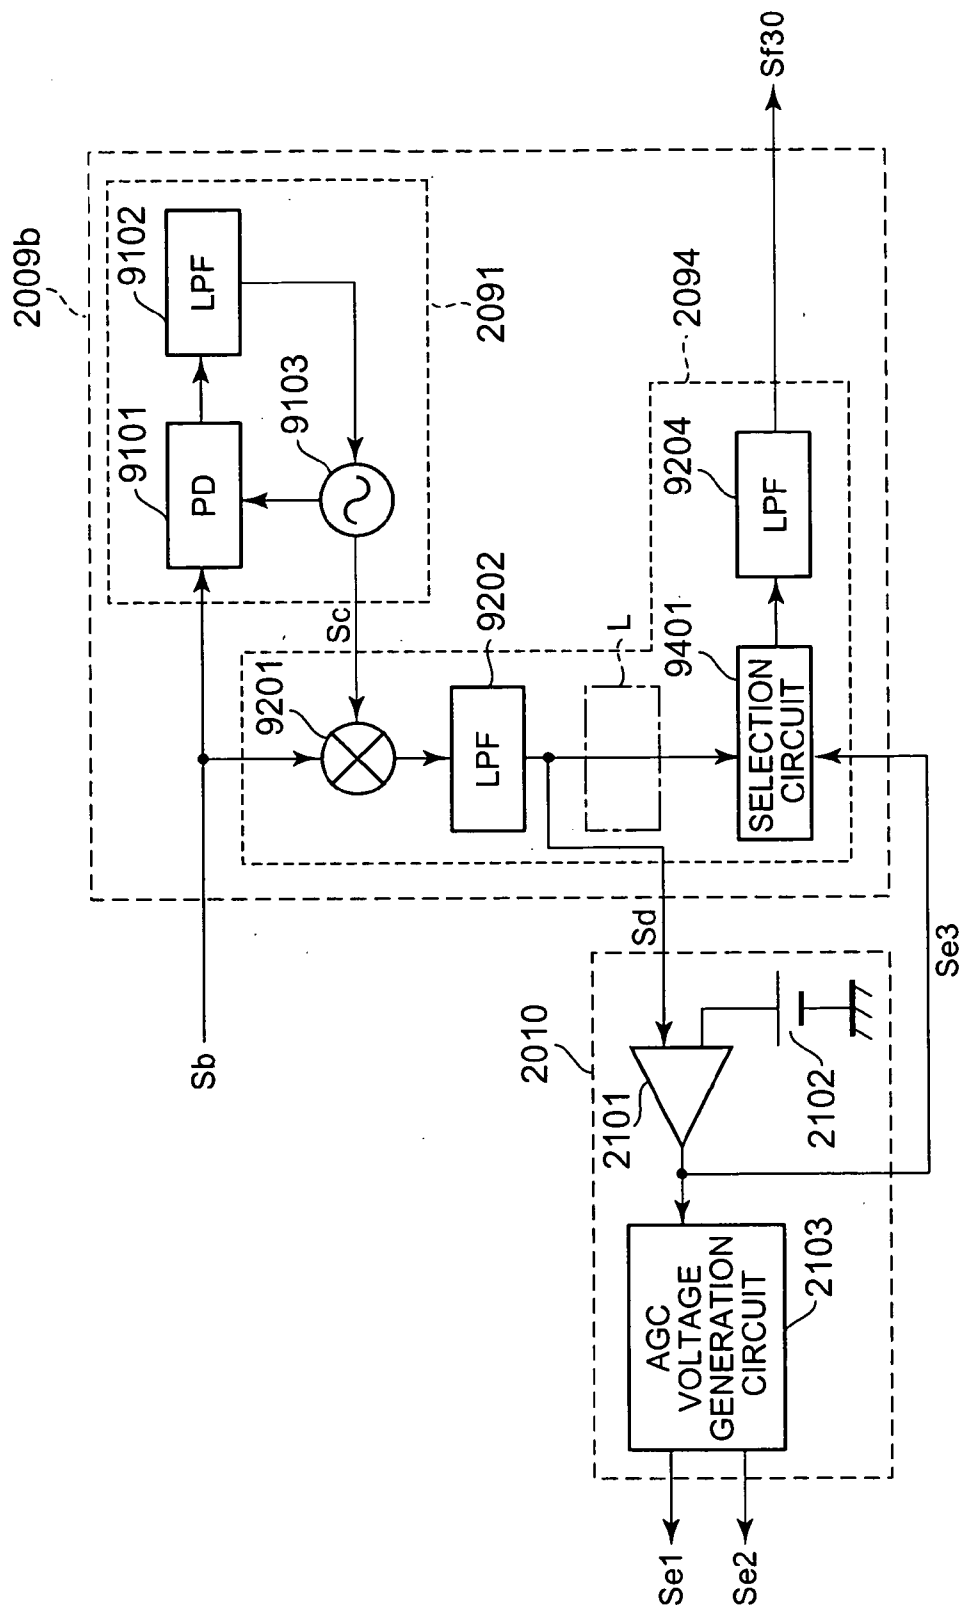 2009b
9101
PD
9102
LPF
9103
2091
Sb
Sc
9201
9202
LPF
L
2094
9401
SELECTION
CIRCUIT
9204
LPF
Sf30
Sd
2010
2101
2102
Se3
AGC
VOLTAGE
GENERATION
CIRCUIT
2103
Se1
Se2